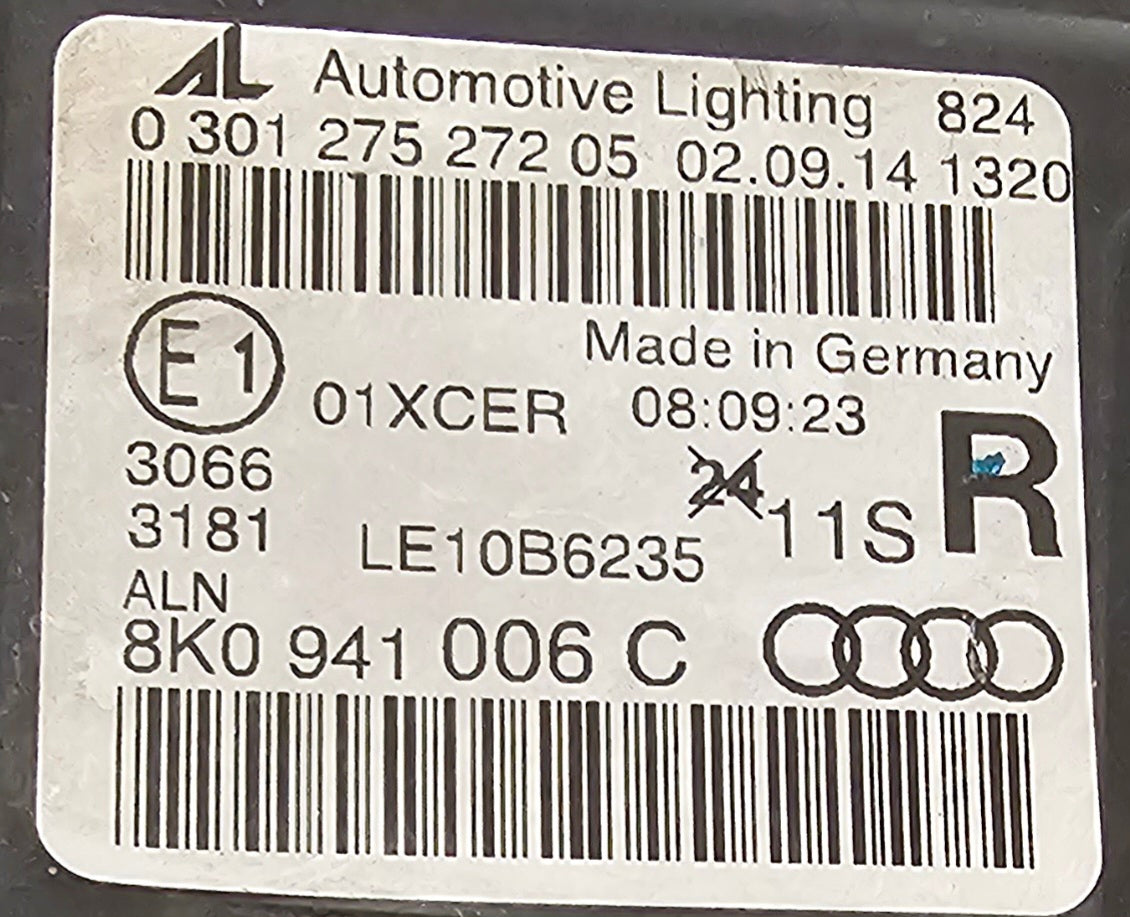 AL Automotive Lighting 824
0 301 275 272 05 02.09.14 1320
Made in Germany
E1 01XCER 08:09:23
3066 24 R
3181 LE10B6235 11S
ALN
8K0 941 006 C